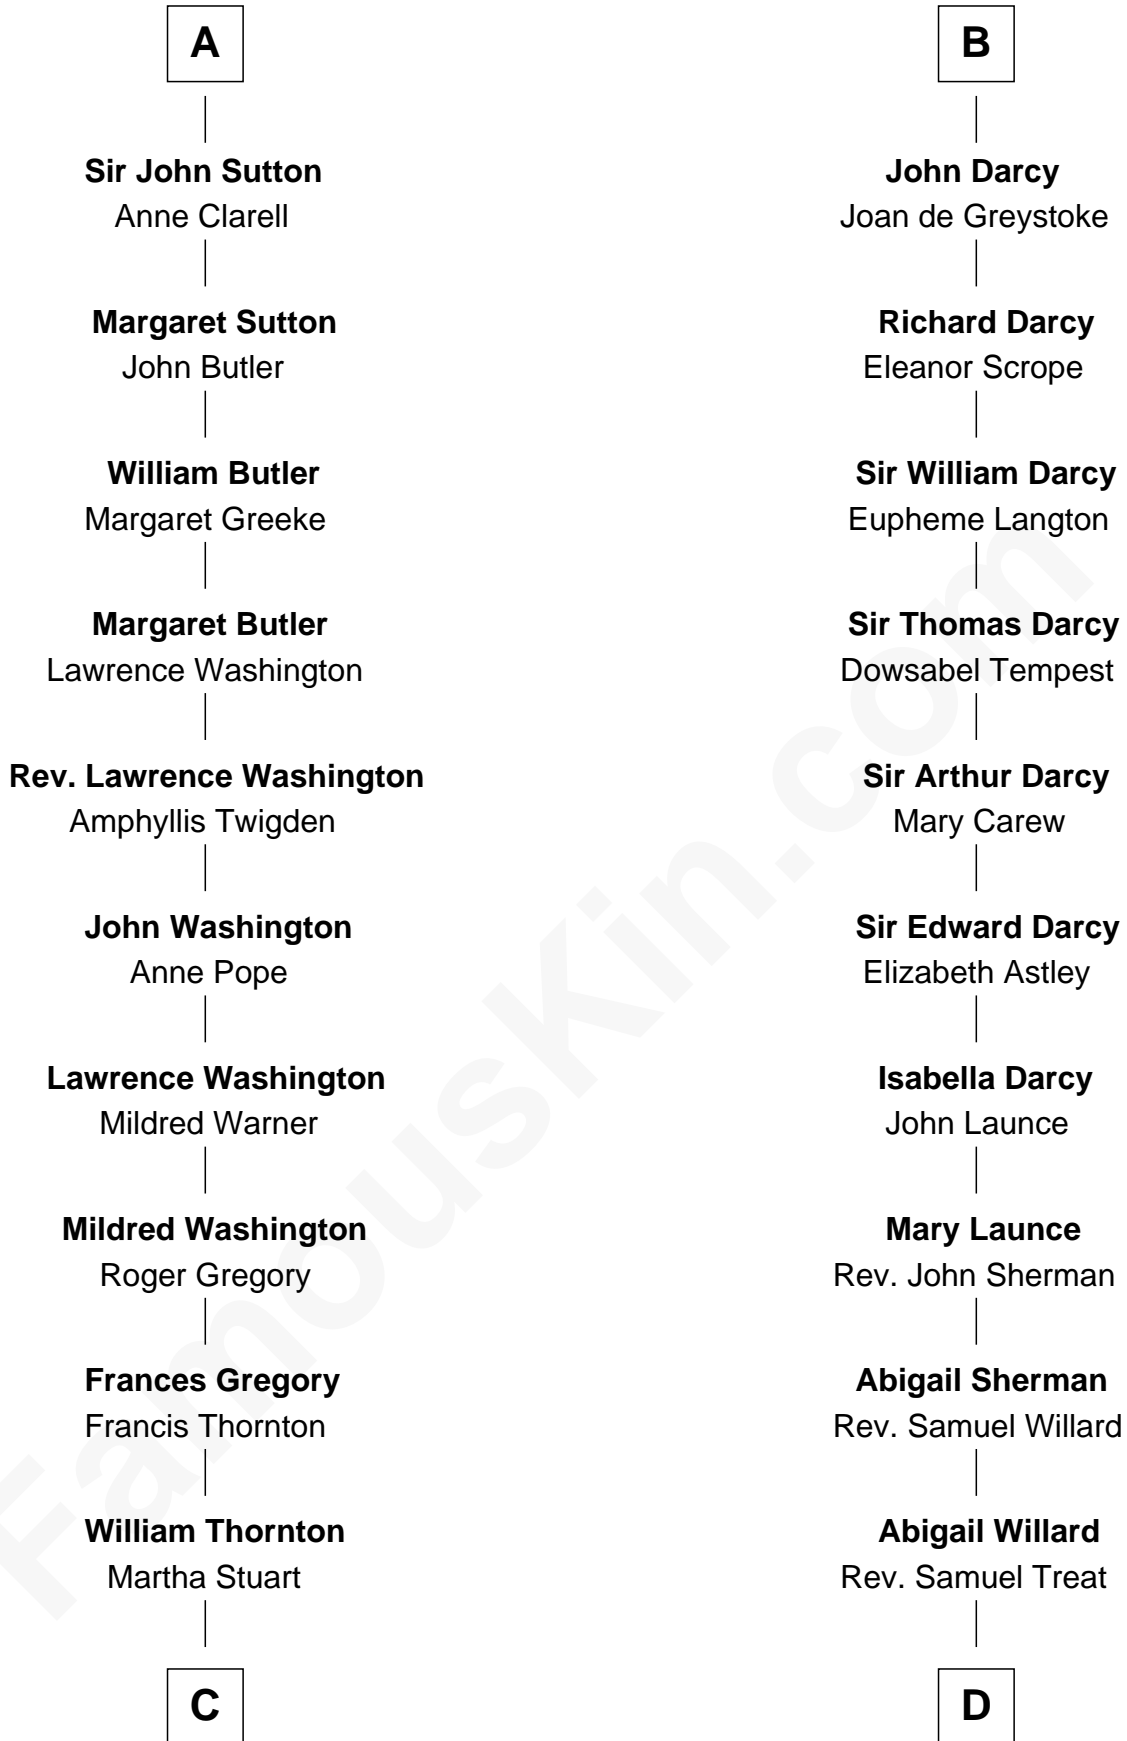 A
Sir John Sutton
Anne Clarell
Margaret Sutton
John Butler
William Butler
Margaret Greeke
Margaret Butler
Lawrence Washington
Rev. Lawrence Washington
Amphyllis Twigden
John Washington
Anne Pope
Lawrence Washington
Mildred Warner
Mildred Washington
Roger Gregory
Frances Gregory
Francis Thornton
William Thornton
Martha Stuart
C
B
John Darcy
Joan de Greystoke
Richard Darcy
Eleanor Scrope
Sir William Darcy
Eupheme Langton
Sir Thomas Darcy
Dowsabel Tempest
Sir Arthur Darcy
Mary Carew
Sir Edward Darcy
Elizabeth Astley
Isabella Darcy
John Launce
Mary Launce
Rev. John Sherman
Abigail Sherman
Rev. Samuel Willard
Abigail Willard
Rev. Samuel Treat
D
FamousKin.com